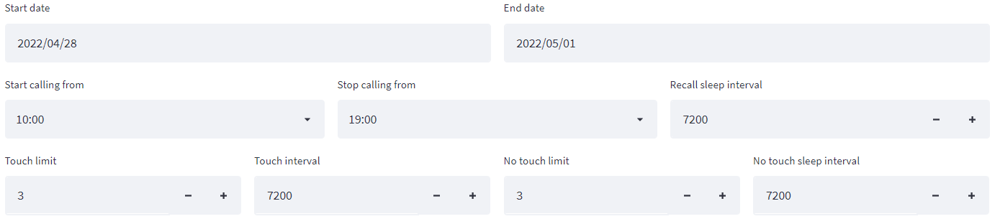 Start date
End date
2022/04/28
2022/05/01
Start calling from
Stop calling from
Recall sleep interval
10:00
19:00
7200
Touch limit
Touch interval
No touch limit
No touch sleep interval
3
7200
3
7200